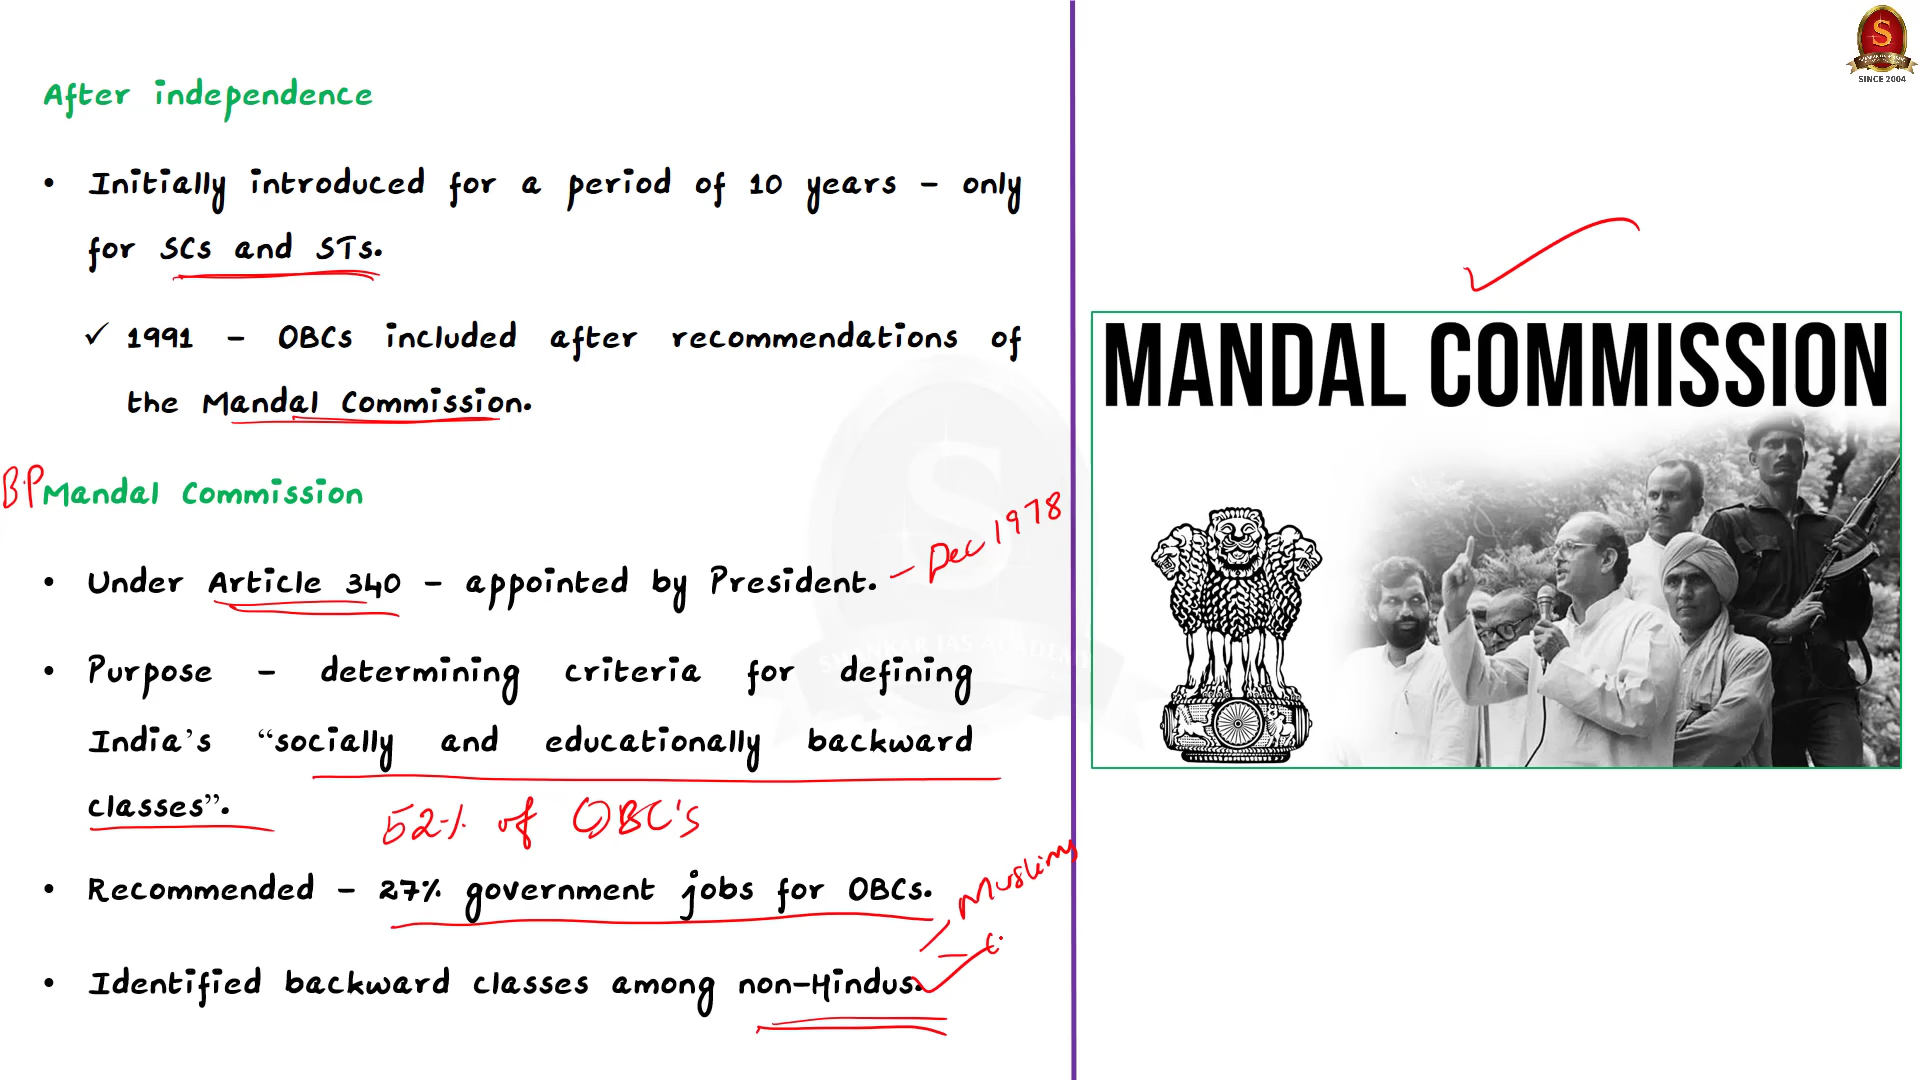 SINCE 2004
After independence
• Initially introduced for a period of 10 years – only
for SCs and STs.
✓ 1991 – OBCs included after recommendations of
the Mandal Commission.
B.P Mandal Commission
• Under Article 340 – appointed by President. – Dec 1978
• Purpose – determining criteria for defining
India's “socially and educationally backward
classes”.
52% of OBC's
• Recommended – 27% government jobs for OBCs.
Muslims
• Identified backward classes among non-Hindus.
MANDAL COMMISSION
S